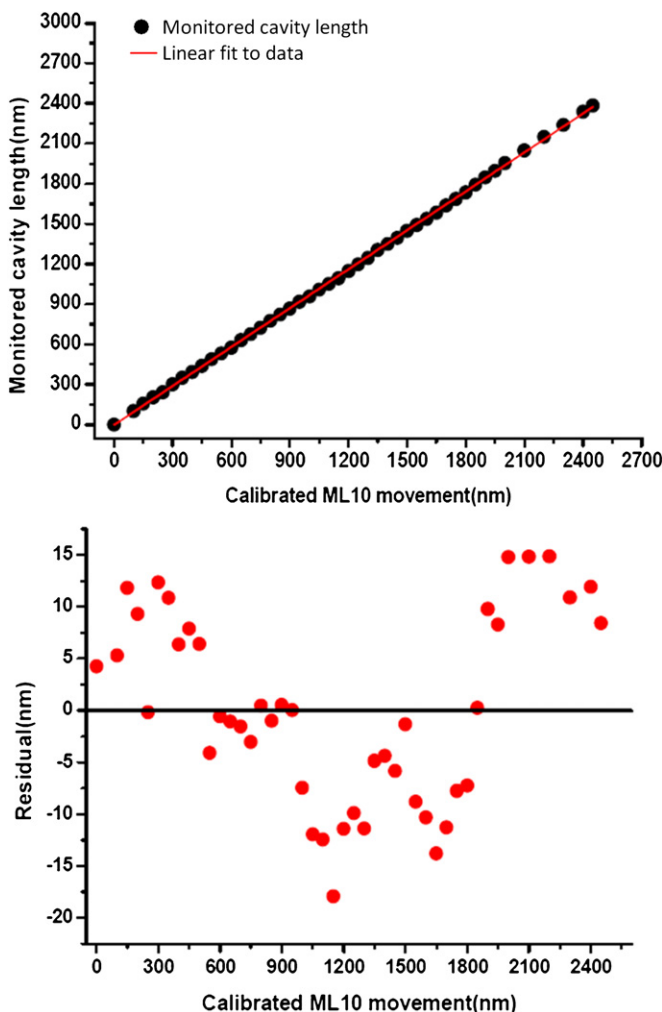 3000
2700
2400
2100
1800
1500
1200
900
600
300
0
Monitored cavity length(nm)
Monitored cavity length
Linear fit to data
0 300 600 900 1200 1500 1800 2100 2400 2700
Calibrated ML10 movement(nm)
15
10
5
0
-5
-10
-15
-20
Residual(nm)
0 300 600 900 1200 1500 1800 2100 2400
Calibrated ML10 movement(nm)